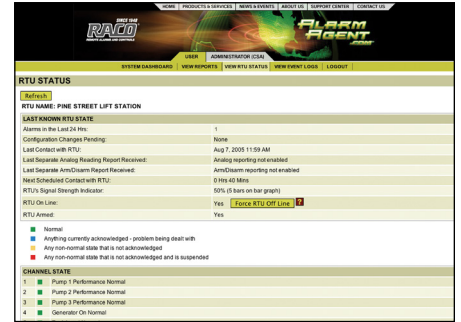 HOME PRODUCTS & SERVICES NEWS & EVENTS ABOUT US SUPPORT CENTER CONTACT US
SINCE 1948
RACO
REMOTE ALARMS AND CONTROLS
ALARM
AGENT
.COM
USER ADMINISTRATOR (CSA)
SYSTEM DASHBOARD VIEW REPORTS VIEW RTU STATUS VIEW EVENT LOGS LOGOUT
RTU STATUS
Refresh
RTU NAME: PINE STREET LIFT STATION
LAST KNOWN RTU STATE
Alarms in the Last 24 Hrs: 1
Configuration Changes Pending: None
Last Contact with RTU: Aug 7, 2005 11:59 AM
Last Separate Analog Reading Report Received: Analog reporting not enabled
Last Separate Arm/Disarm Report Received: Arm/Disarm reporting not enabled
Next Scheduled Contact with RTU: 0 Hrs 40 Mins
RTU's Signal Strength Indicator: 50% (5 bars on bar graph)
RTU On Line: Yes Force RTU Off Line ?
RTU Armed: Yes
Normal
Anything currently acknowledged - problem being dealt with
Any non-normal state that is not acknowledged
Any non-normal state that is not acknowledged and is suspended
CHANNEL STATE
1 Pump 1 Performance Normal
2 Pump 2 Performance Normal
3 Pump 3 Performance Normal
4 Generator On Normal